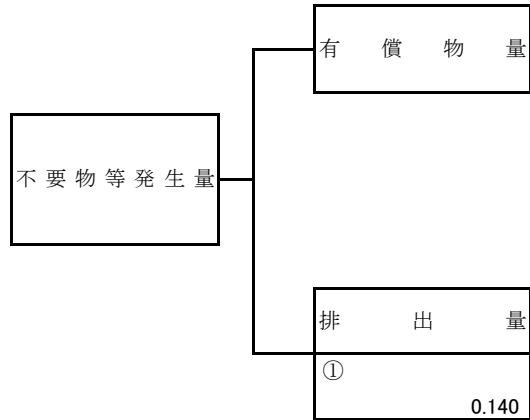 有償物量
不要物等発生量
排出量
①
0.140